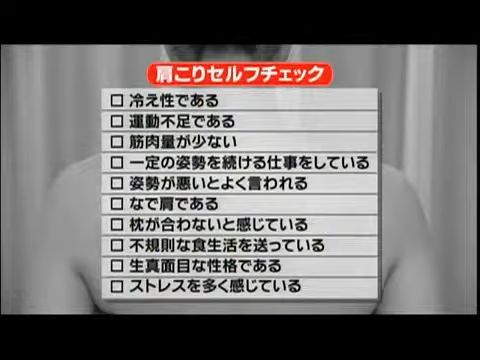 肩こりセルフチェック
□ 冷え性である
□ 運動不足である
□ 筋肉量が少ない
□ 一定の姿勢を続ける仕事をしている
□ 姿勢が悪いとよく言われる
□ なで肩である
□ 枕が合わないと感じている
□ 不規則な食生活を送っている
□ 生真面目な性格である
□ ストレスを多く感じている